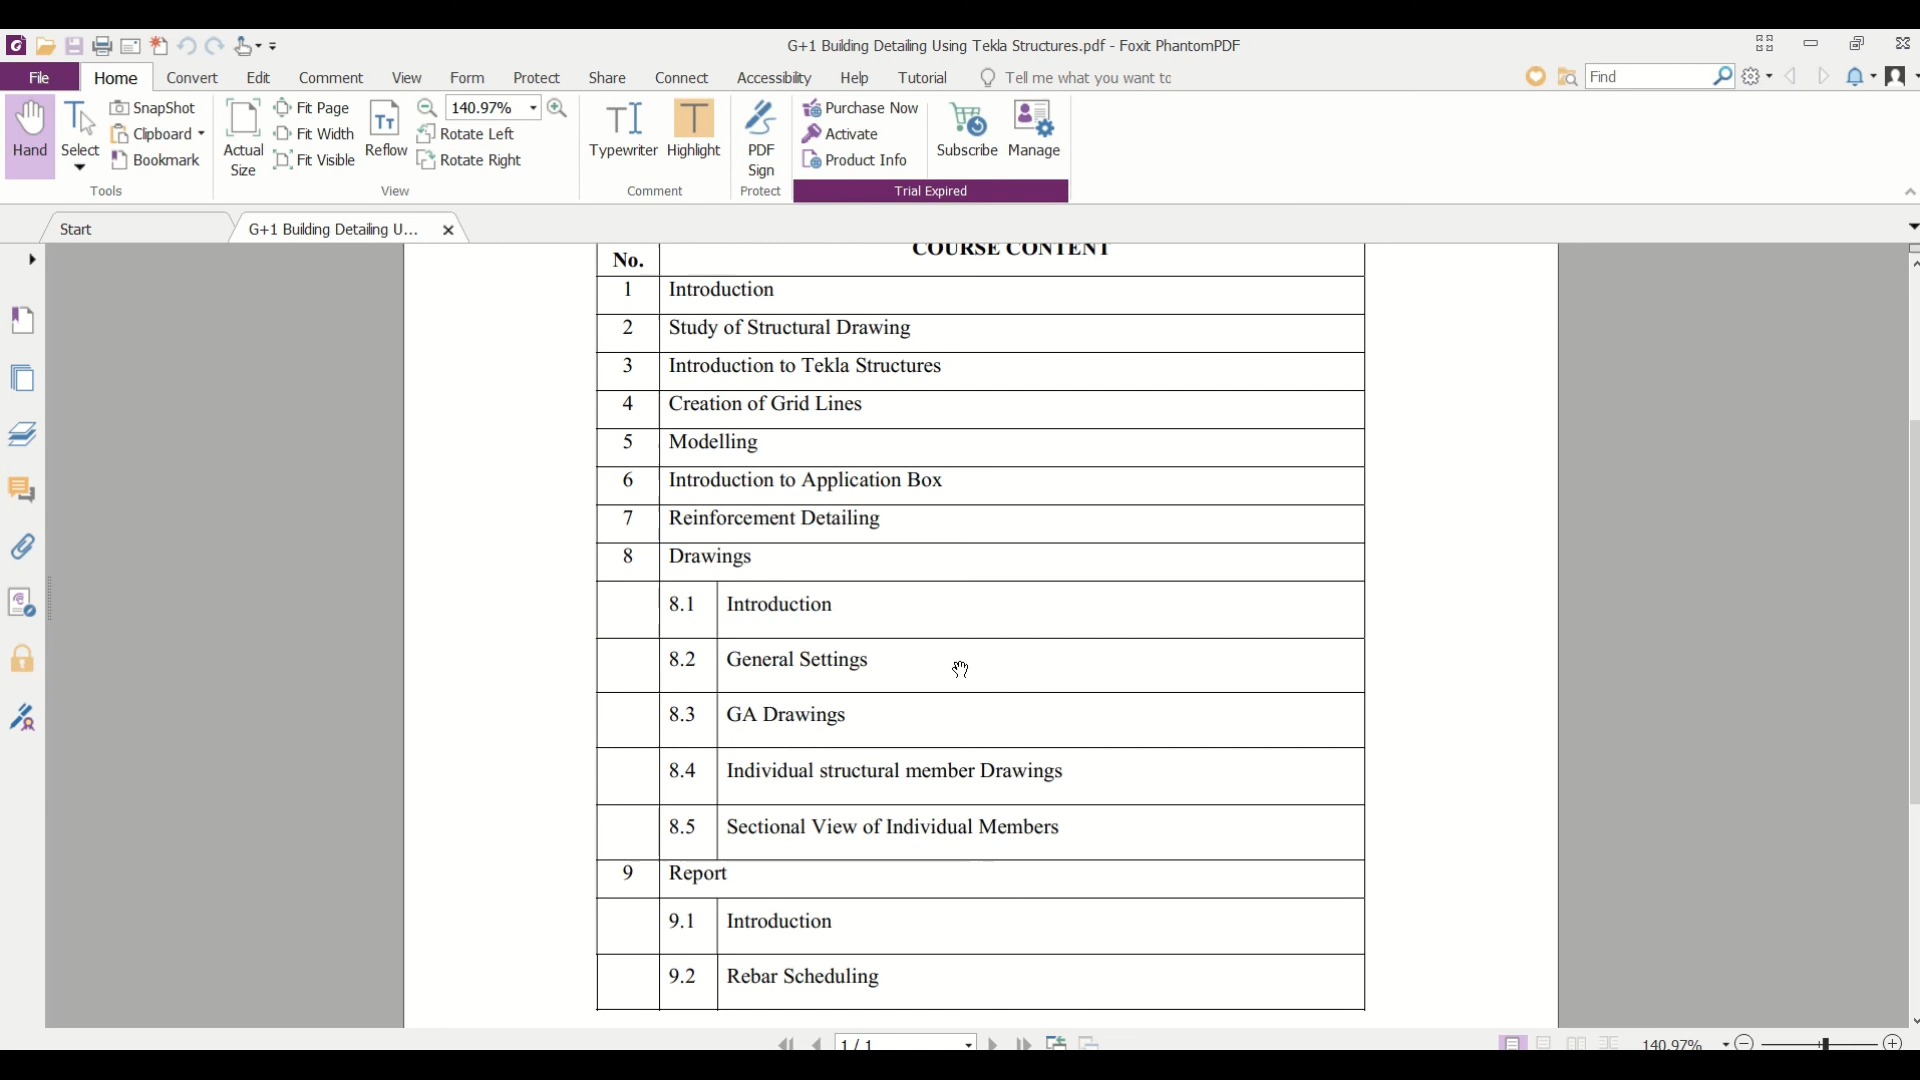 G+1 Building Detailing Using Tekla Structures.pdf - Foxit PhantomPDF
File Home Convert Edit Comment View Form Protect Share Connect Accessibility Help Tutorial Tell me what you want tc Find
Hand
Select
SnapShot
Clipboard
Bookmark
Tools
Actual
Size
Fit Page
Fit Width
Fit Visible
Reflow
140.97%
Rotate Left
Rotate Right
View
Typewriter
Highlight
Comment
PDF
Sign
Protect
Purchase Now
Activate
Product Info
Subscribe
Manage
Trial Expired
Start
G+1 Building Detailing U...
No. COURSE CONTENT
1 Introduction
2 Study of Structural Drawing
3 Introduction to Tekla Structures
4 Creation of Grid Lines
5 Modelling
6 Introduction to Application Box
7 Reinforcement Detailing
8 Drawings
8.1 Introduction
8.2 General Settings
8.3 GA Drawings
8.4 Individual structural member Drawings
8.5 Sectional View of Individual Members
9 Report
9.1 Introduction
9.2 Rebar Scheduling
1 / 1
140.97%